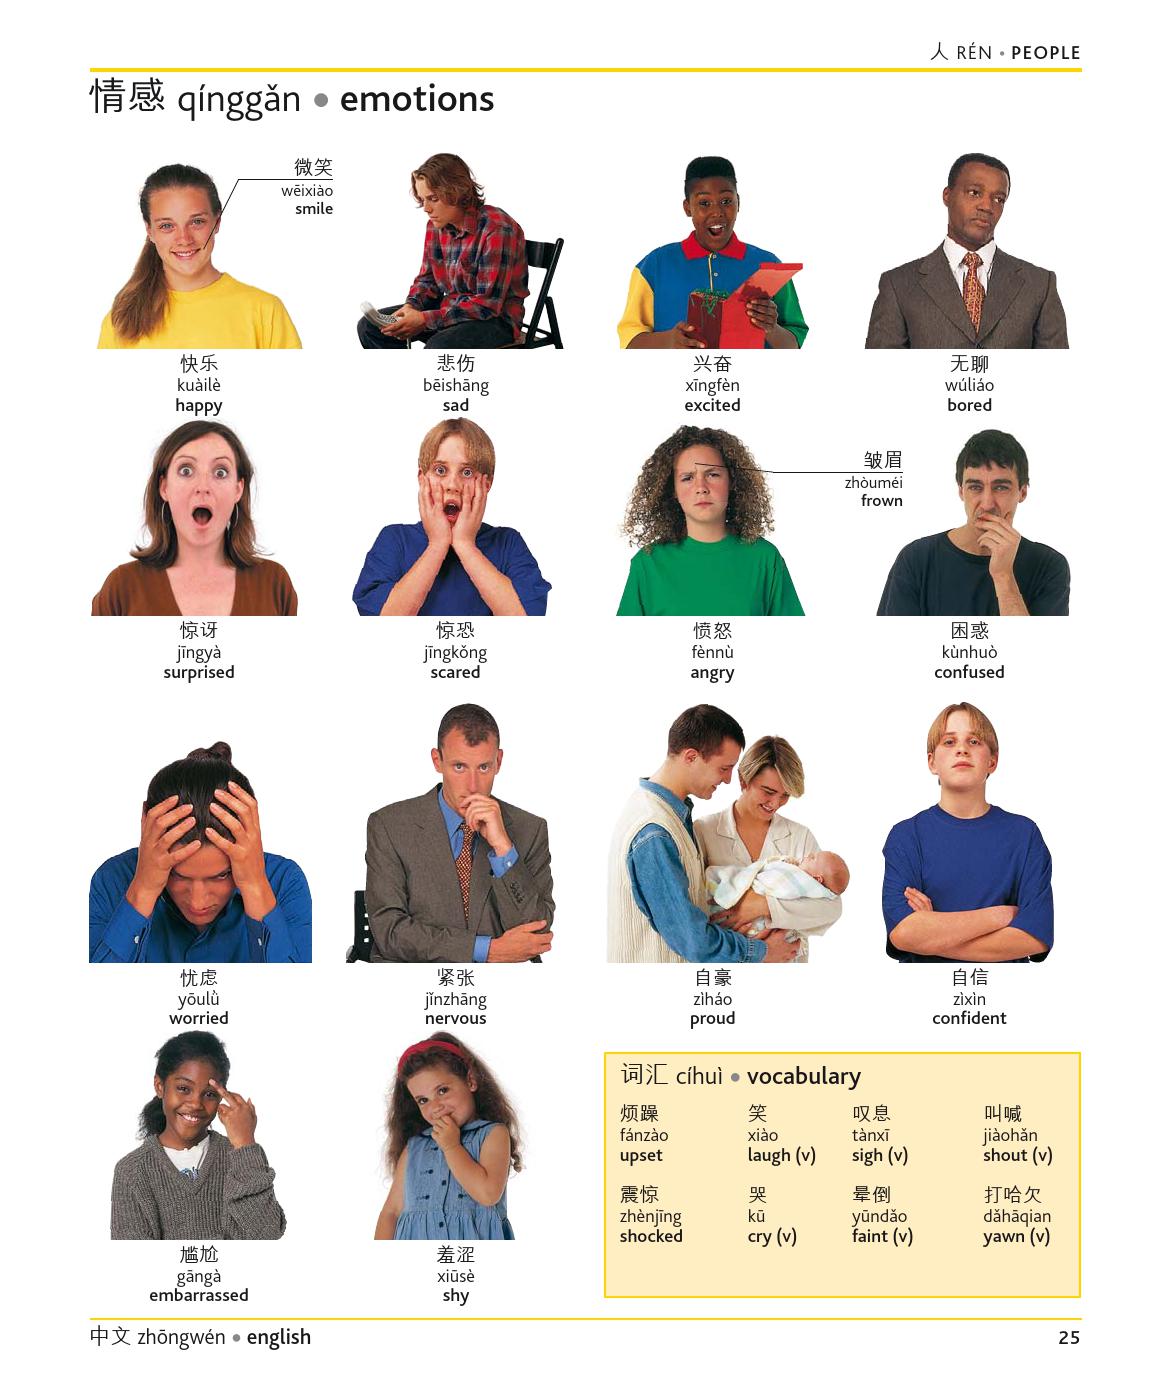 人 RÉN • PEOPLE
情感 qínggǎn • emotions
微笑
wēixiào
smile
快乐
kuàilè
happy
悲伤
bēishāng
sad
兴奋
xīngfèn
excited
无聊
wúliáo
bored
皱眉
zhòuméi
frown
惊讶
jīngyà
surprised
惊恐
jīngkǒng
scared
愤怒
fènnù
angry
困惑
kùnhuò
confused
忧虑
yōulǜ
worried
紧张
jǐnzhāng
nervous
自豪
zìháo
proud
自信
zìxìn
confident
尴尬
gāngà
embarrassed
羞涩
xiūsè
shy
词汇 cíhuì • vocabulary
烦躁
fánzào
upset
笑
xiào
laugh (v)
叹息
tànxī
sigh (v)
叫喊
jiàohǎn
shout (v)
震惊
zhènjīng
shocked
哭
kū
cry (v)
晕倒
yūndǎo
faint (v)
打哈欠
dǎhāqian
yawn (v)
中文 zhōngwén • english
25